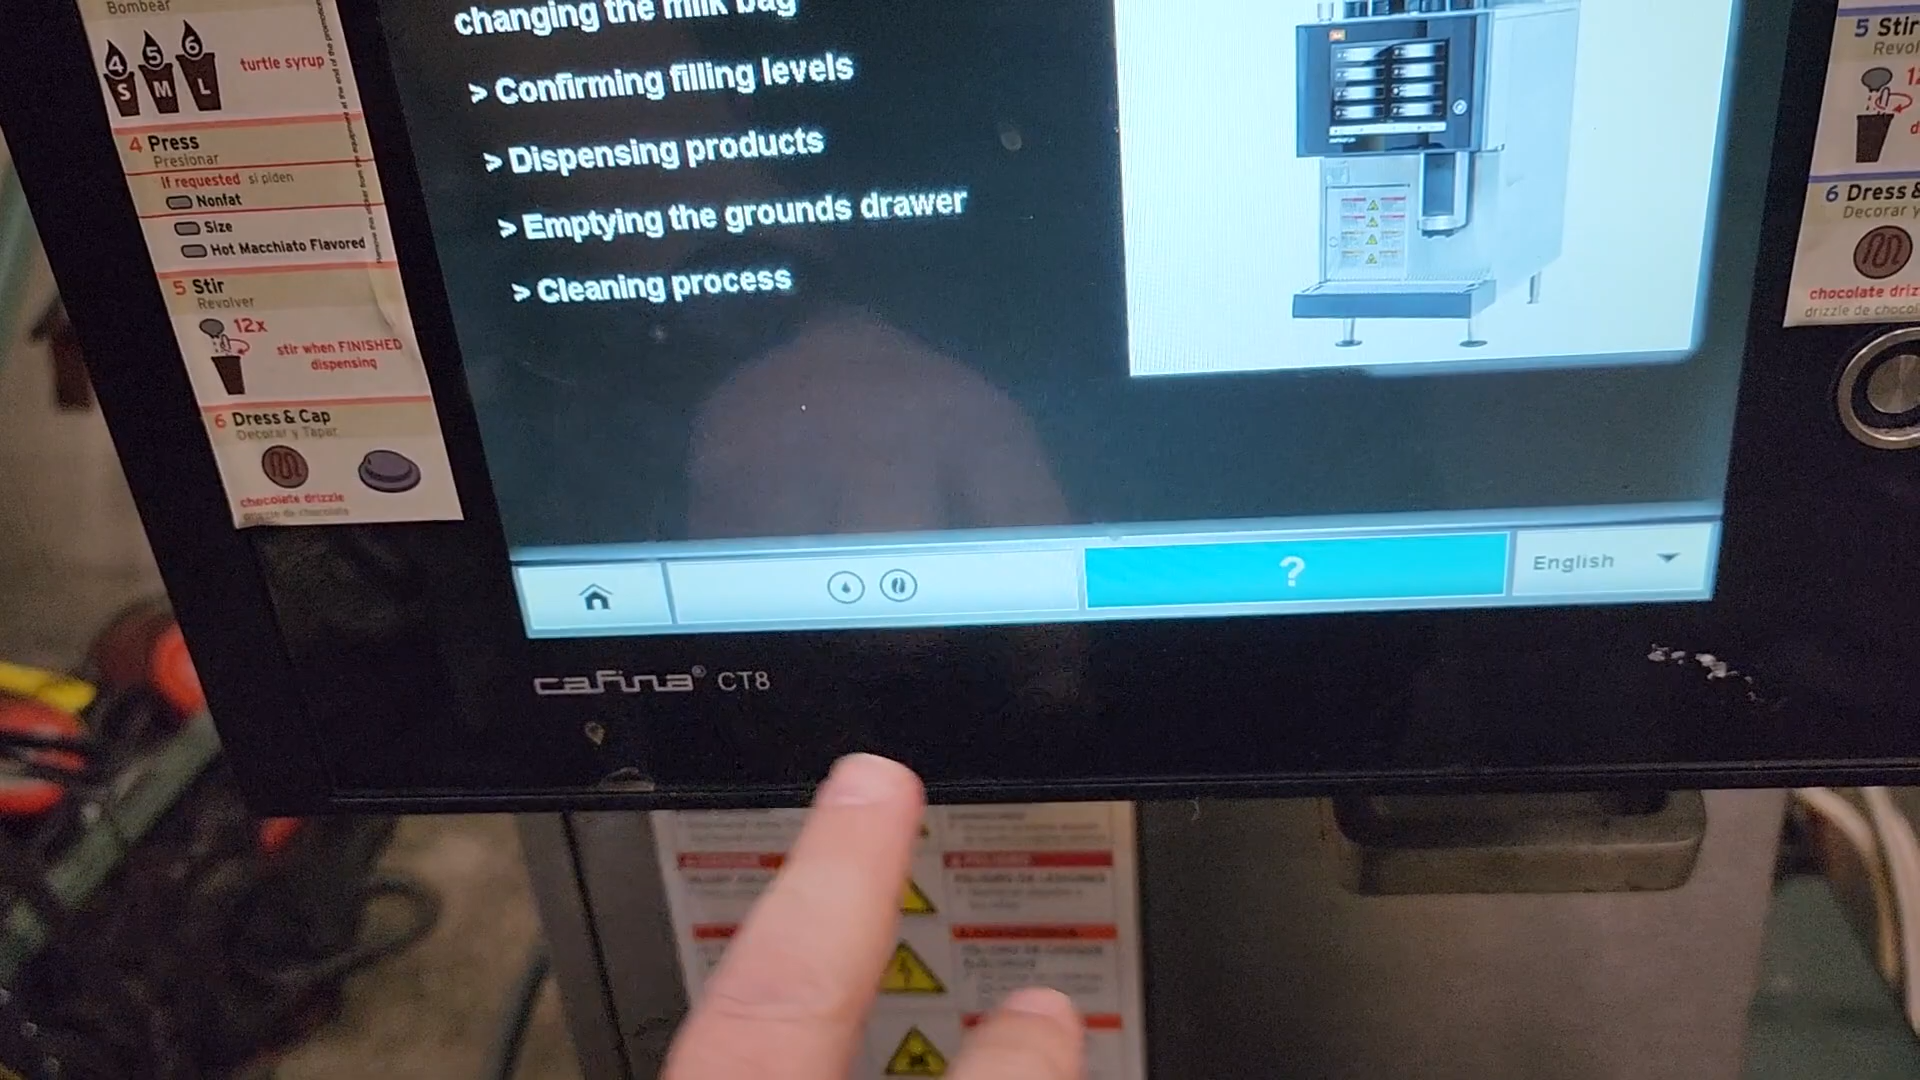 Bombear
4 5 6
S M L
turtle syrup
4 Press
Presionar
If requested si piden
Nonfat
Size
Hot Macchiato Flavored
5 Stir
Revolver
12x
stir when FINISHED
dispensing
6 Dress & Cap
Decorar y Tapar
chocolate drizzle
drizzle de chocolate
changing the milk bag
> Confirming filling levels
> Dispensing products
> Emptying the grounds drawer
> Cleaning process
?
English
cafina® CT8
5 Stir
6 Dress &
Decorar y
chocolate driz
drizzle de chocol